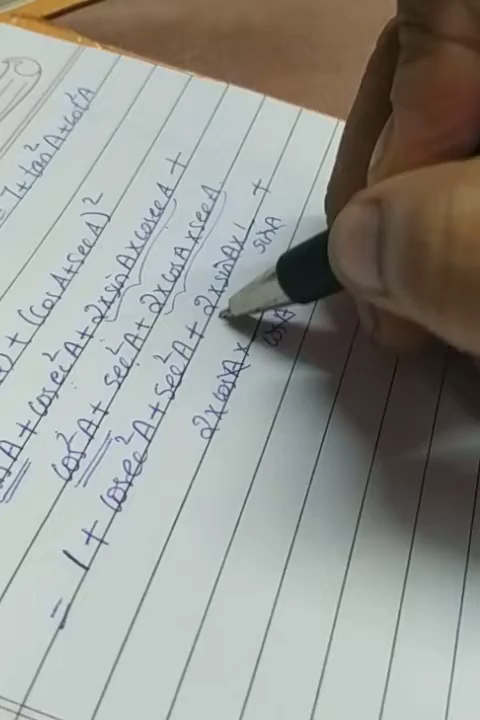 = 7 + tan²A + cot²A
+ (cosA + secA)²
A + cosec²A + 2 x sinA x cosecA +
cos²A + sec²A + 2 x cosA x secA
= 1 + cosec²A + sec²A + 2 x sinA x 1/sinA +
2 x cosA x 1/cosA